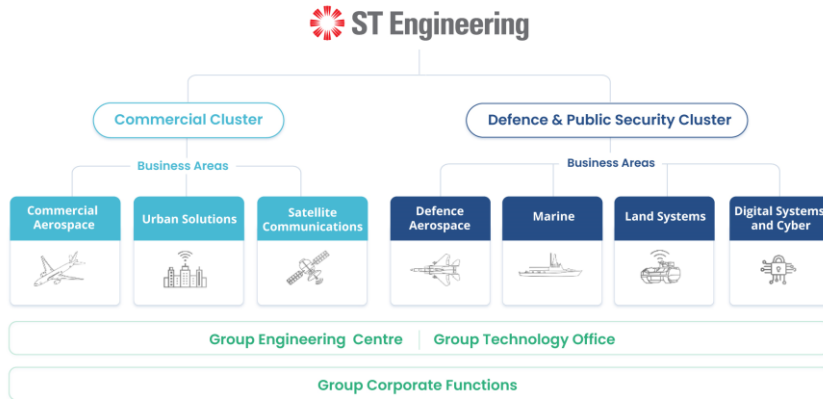 ST Engineering
Commercial Cluster
Defence & Public Security Cluster
Business Areas
Business Areas
Commercial
Aerospace
Urban Solutions
Satellite
Communications
Defence
Aerospace
Marine
Land Systems
Digital Systems
and Cyber
Group Engineering Centre
Group Technology Office
Group Corporate Functions